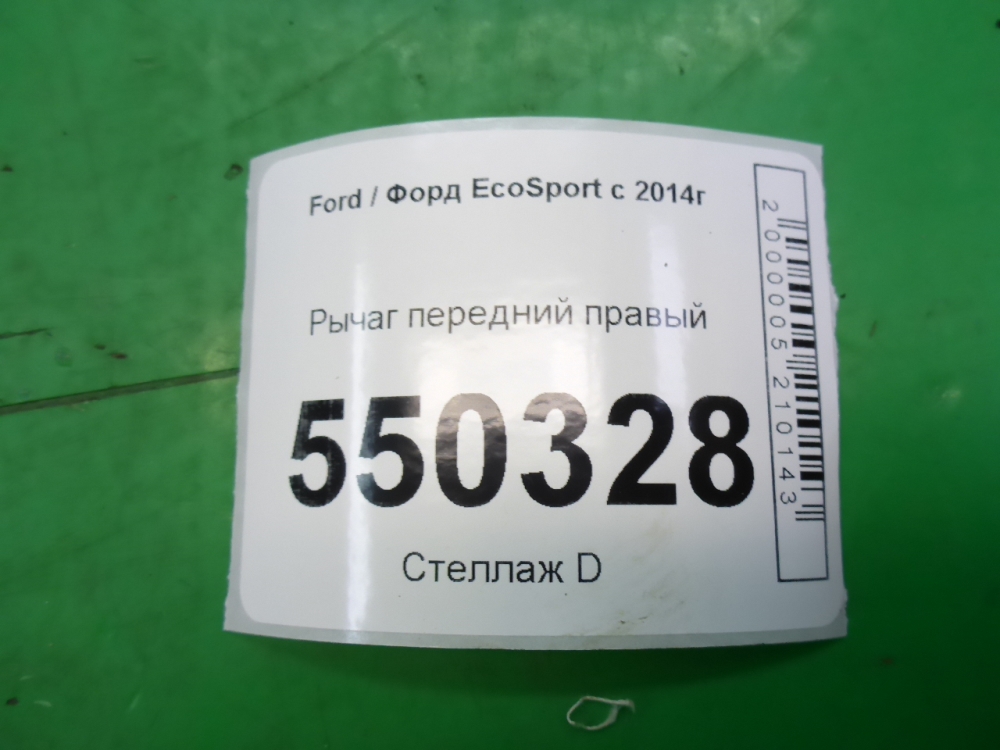 Ford / Форд EcoSport с 2014г
Рычаг передний правый
550328
Стеллаж D
2000005210143